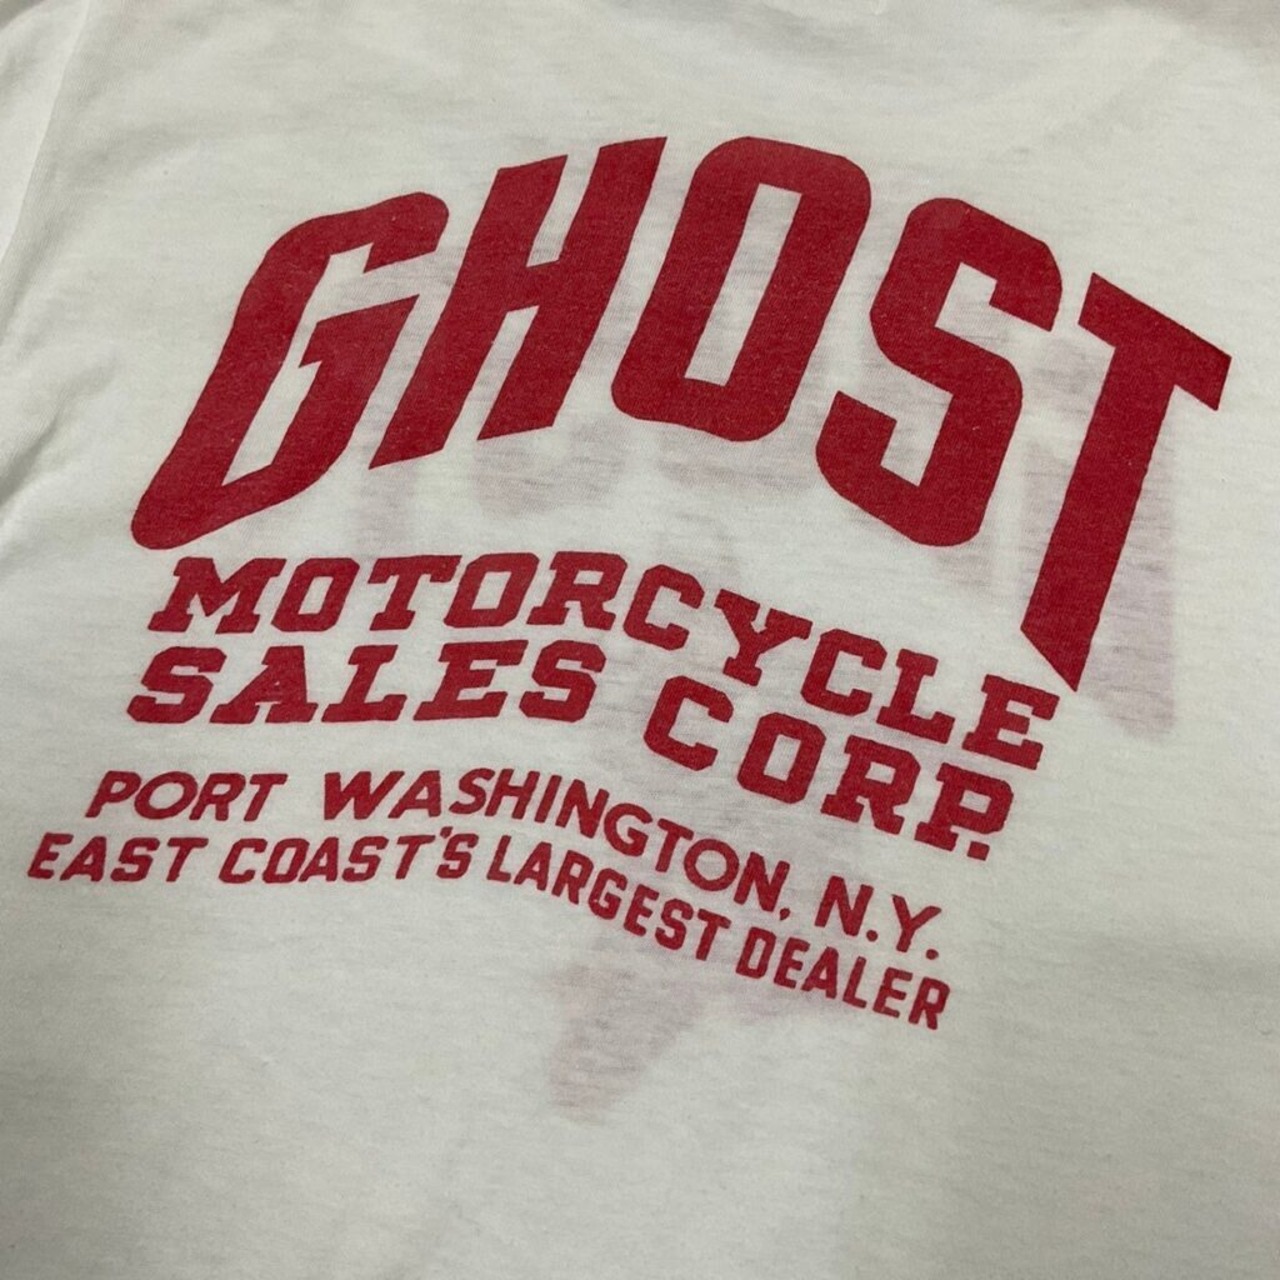 GHOST
MOTORCYCLE
SALES CORP.
PORT WASHINGTON, N.Y.
EAST COAST'S LARGEST DEALER